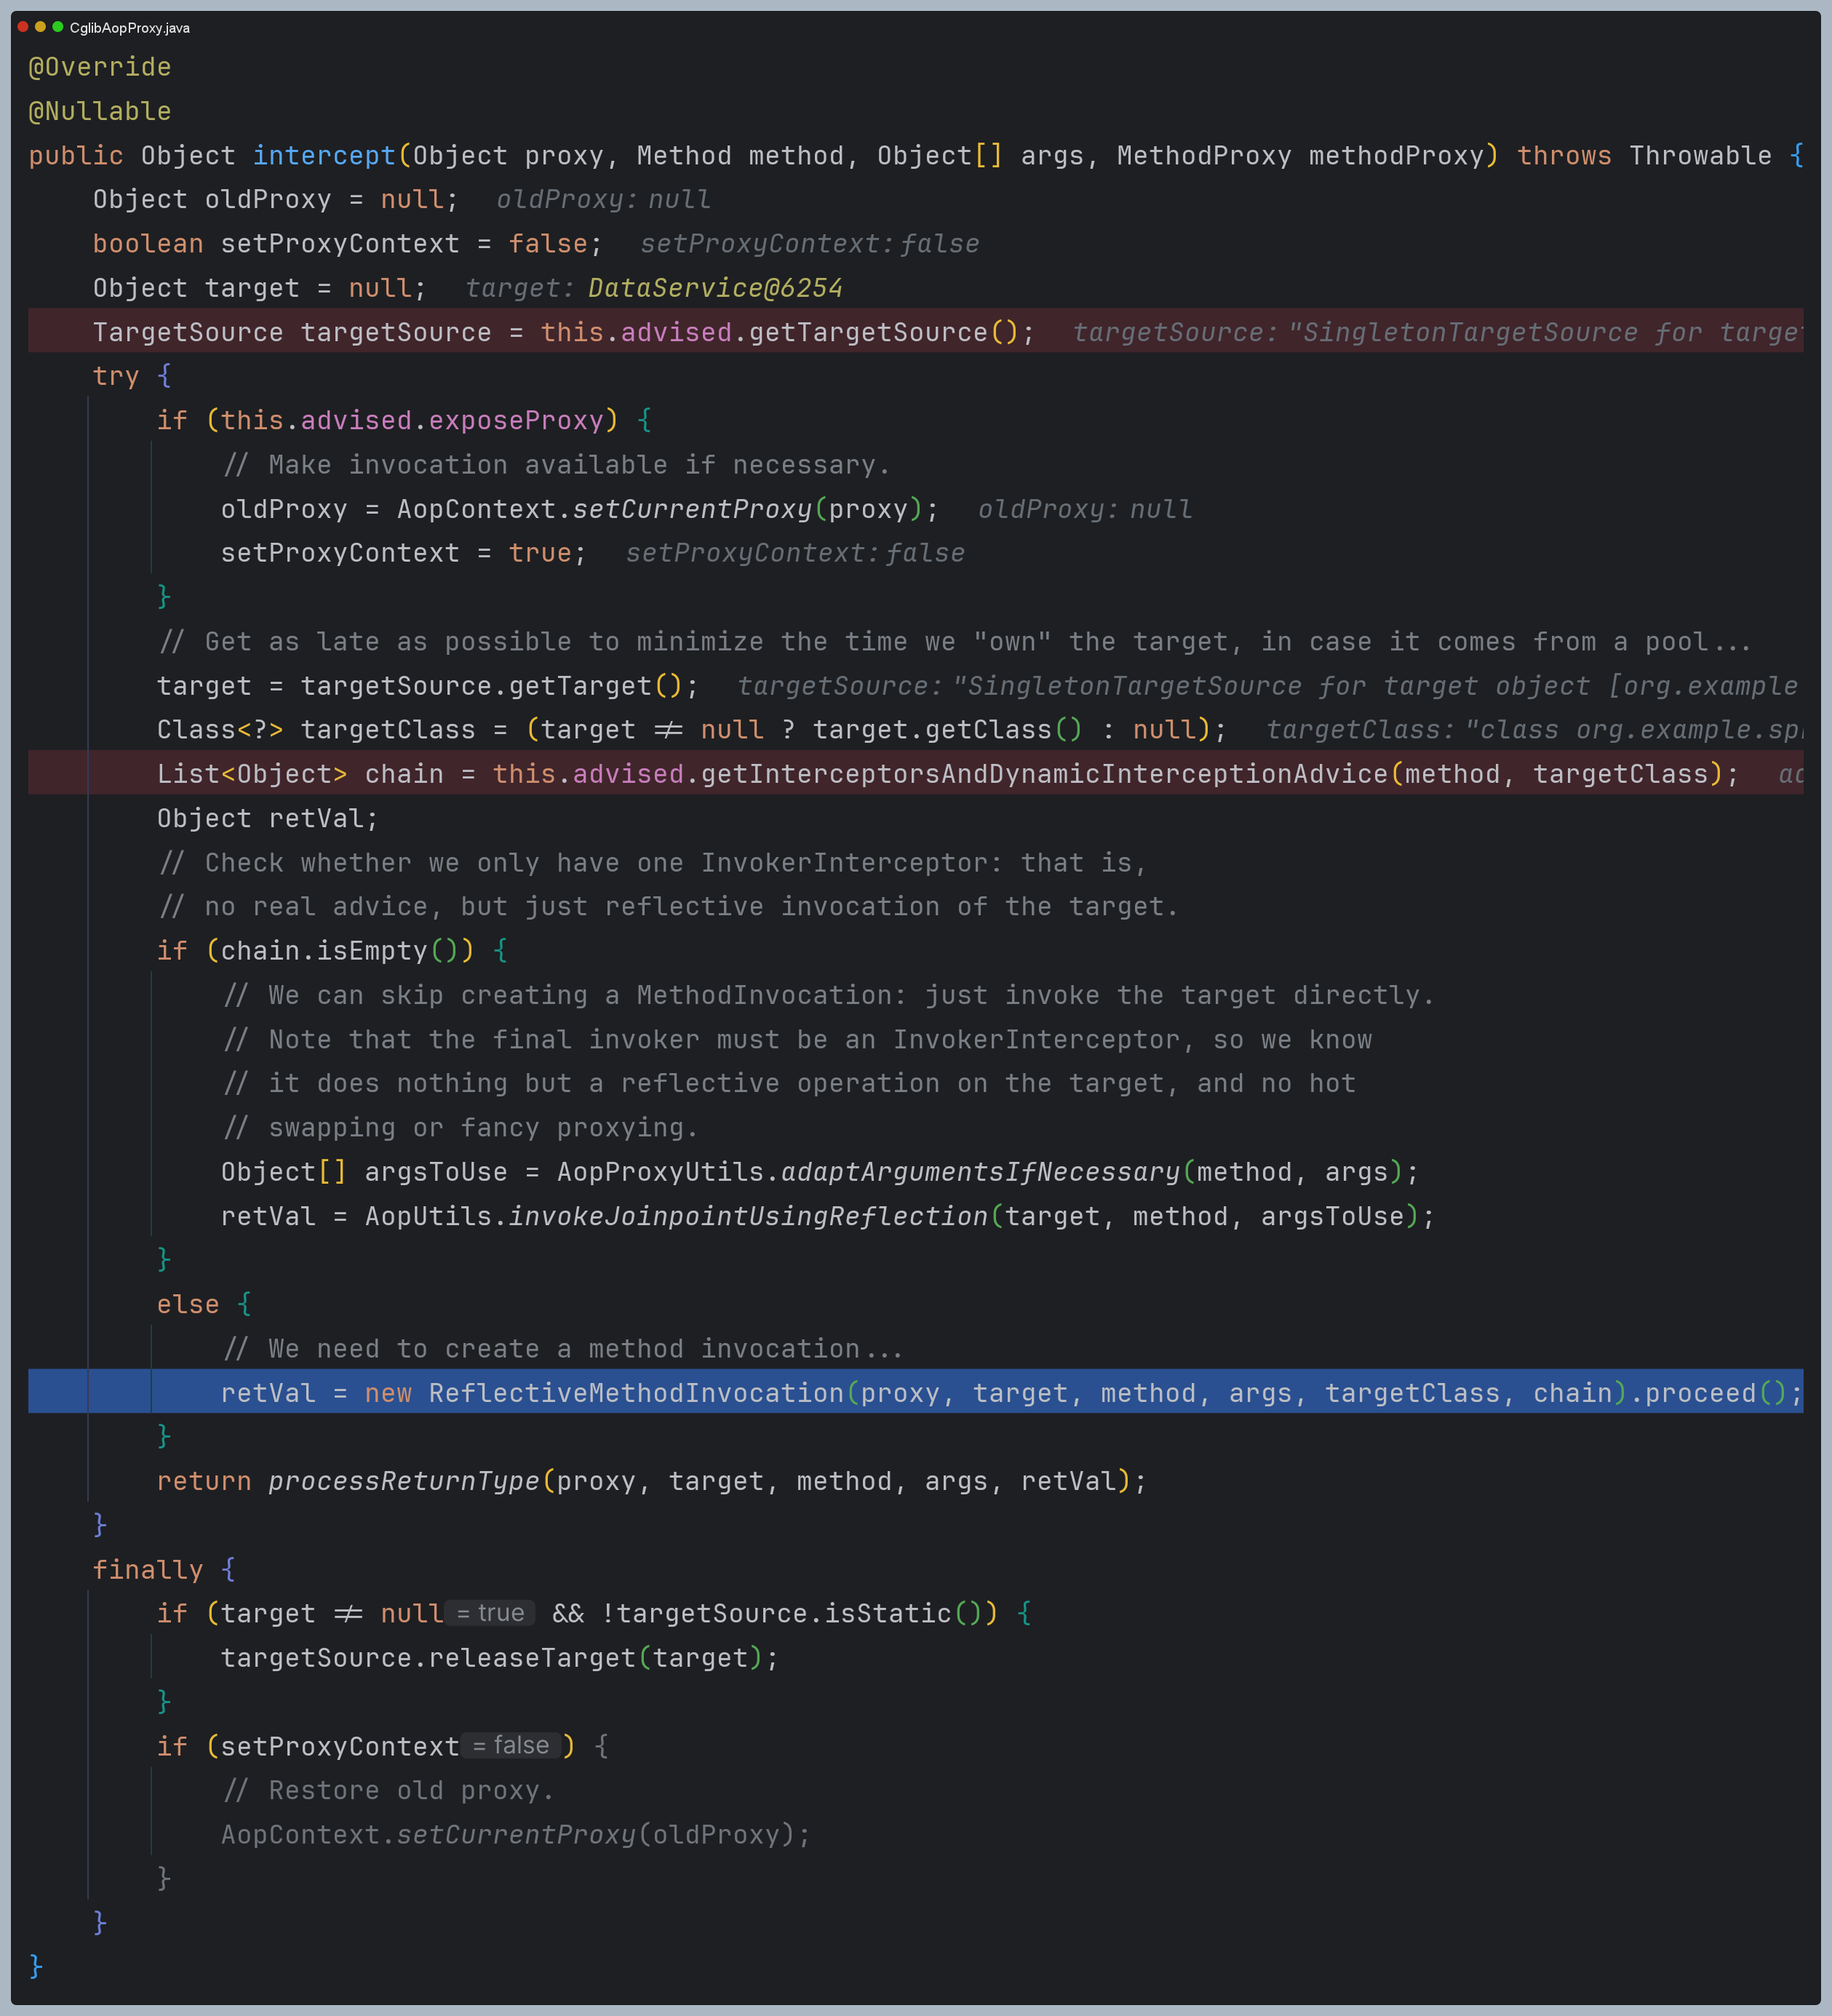 CglibAopProxy.java
@Override
@Nullable
public Object intercept(Object proxy, Method method, Object[] args, MethodProxy methodProxy) throws Throwable {
    Object oldProxy = null;   oldProxy: null
    boolean setProxyContext = false;   setProxyContext: false
    Object target = null;   target: DataService@6254
    TargetSource targetSource = this.advised.getTargetSource();   targetSource: "SingletonTargetSource for target
    try {
        if (this.advised.exposeProxy) {
            // Make invocation available if necessary.
            oldProxy = AopContext.setCurrentProxy(proxy);   oldProxy: null
            setProxyContext = true;   setProxyContext: false
        }
        // Get as late as possible to minimize the time we "own" the target, in case it comes from a pool...
        target = targetSource.getTarget();   targetSource: "SingletonTargetSource for target object [org.example
        Class<?> targetClass = (target != null ? target.getClass() : null);   targetClass: "class org.example.spr
        List<Object> chain = this.advised.getInterceptorsAndDynamicInterceptionAdvice(method, targetClass);   ad
        Object retVal;
        // Check whether we only have one InvokerInterceptor: that is,
        // no real advice, but just reflective invocation of the target.
        if (chain.isEmpty()) {
            // We can skip creating a MethodInvocation: just invoke the target directly.
            // Note that the final invoker must be an InvokerInterceptor, so we know
            // it does nothing but a reflective operation on the target, and no hot
            // swapping or fancy proxying.
            Object[] argsToUse = AopProxyUtils.adaptArgumentsIfNecessary(method, args);
            retVal = AopUtils.invokeJoinpointUsingReflection(target, method, argsToUse);
        }
        else {
            // We need to create a method invocation...
            retVal = new ReflectiveMethodInvocation(proxy, target, method, args, targetClass, chain).proceed();
        }
        return processReturnType(proxy, target, method, args, retVal);
    }
    finally {
        if (target != null = true && !targetSource.isStatic()) {
            targetSource.releaseTarget(target);
        }
        if (setProxyContext = false ) {
            // Restore old proxy.
            AopContext.setCurrentProxy(oldProxy);
        }
    }
}